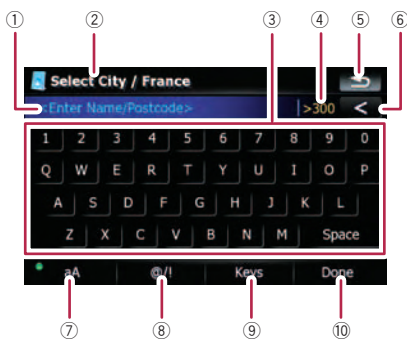 ① ② ③ ④ ⑤ ⑥
Select City / France
<Enter Name/Postcode> >300 <
1 2 3 4 5 6 7 8 9 0
Q W E R T Y U I O P
A S D F G H J K L
Z X C V B N M Space
aA @/! Keys Done
⑦ ⑧ ⑨ ⑩